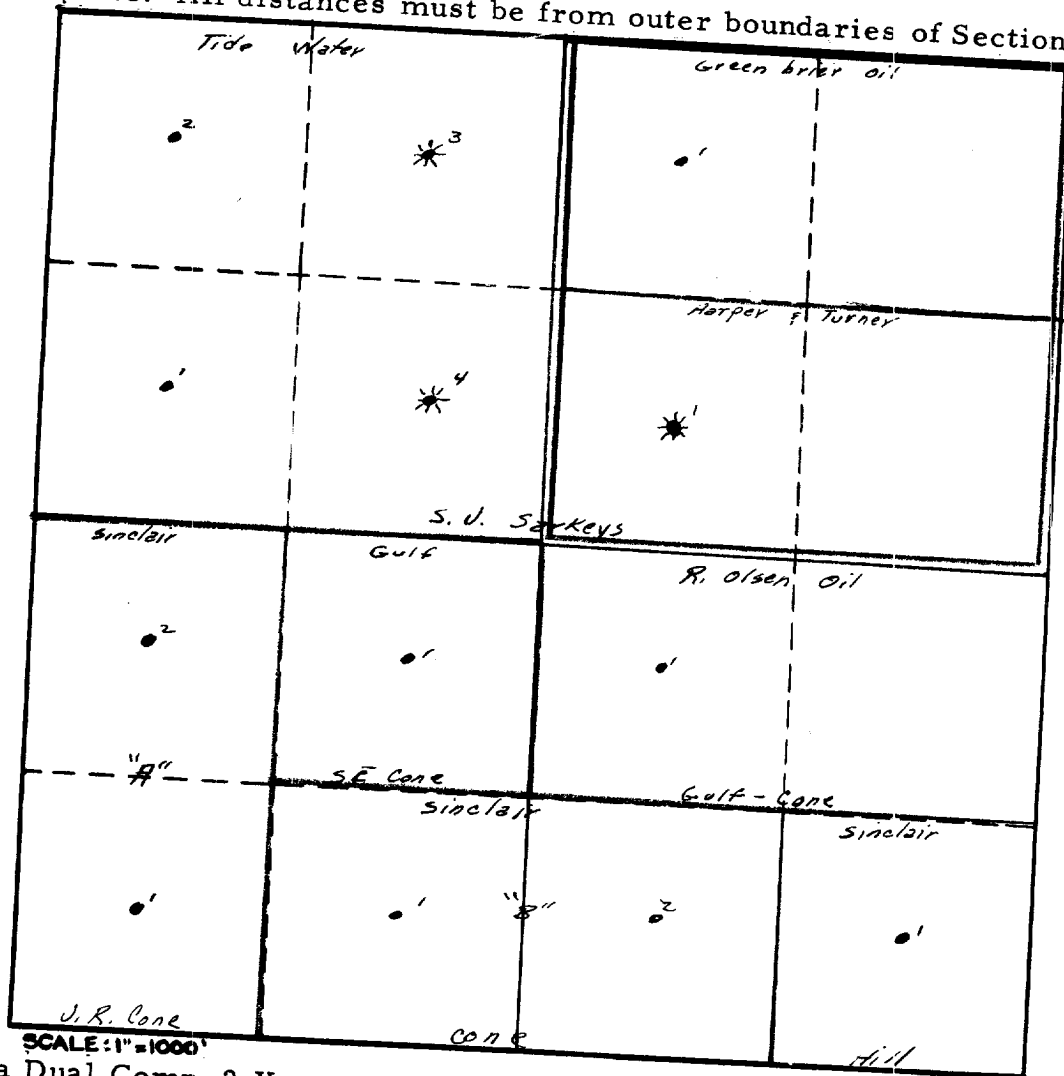 All distances must be from outer boundaries of Section
Tide Water
Green brier oil
2
3
1
Harper & Turner
1
4
1
S. J. Sarkeys
Sinclair
Gulf
R. Olsen Oil
2
1
1
"A"
SE Cone
Gulf-Cone
Sinclair
Sinclair
1
1
"B"
2
1
J.R. Cone
cone
Hill
SCALE: 1"=1000'
a Dual Comp. ?